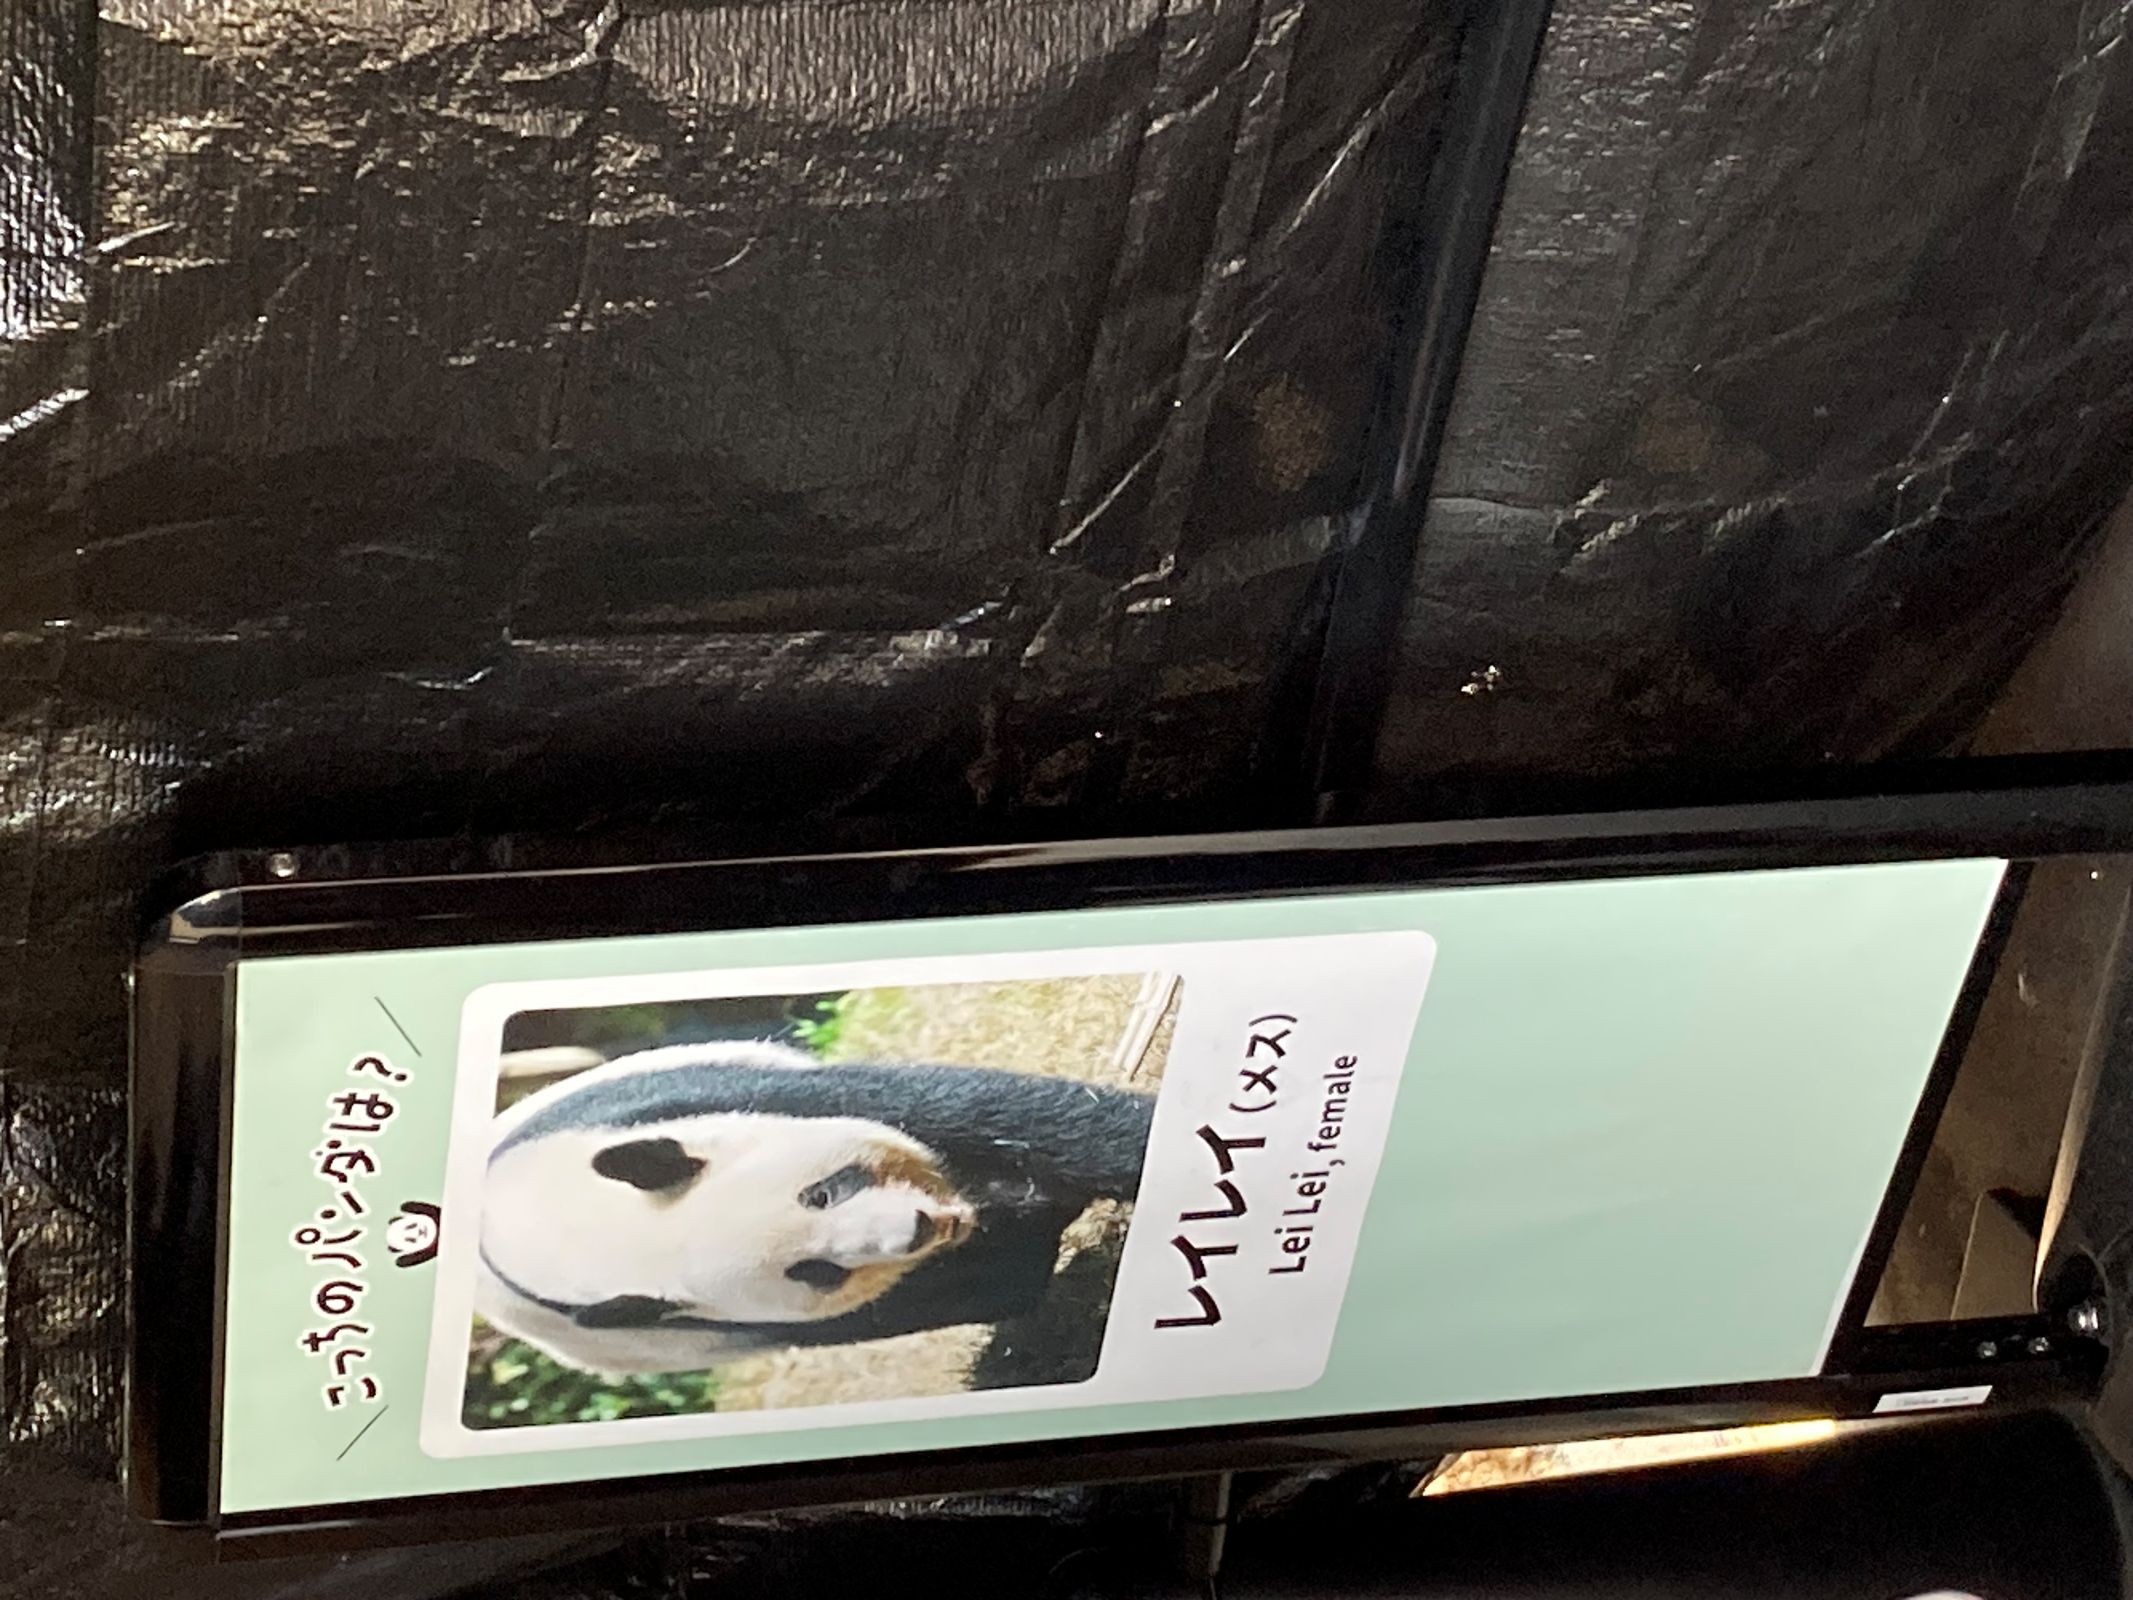 こっちのパンダは?
レイレイ(メス)
Lei Lei, female